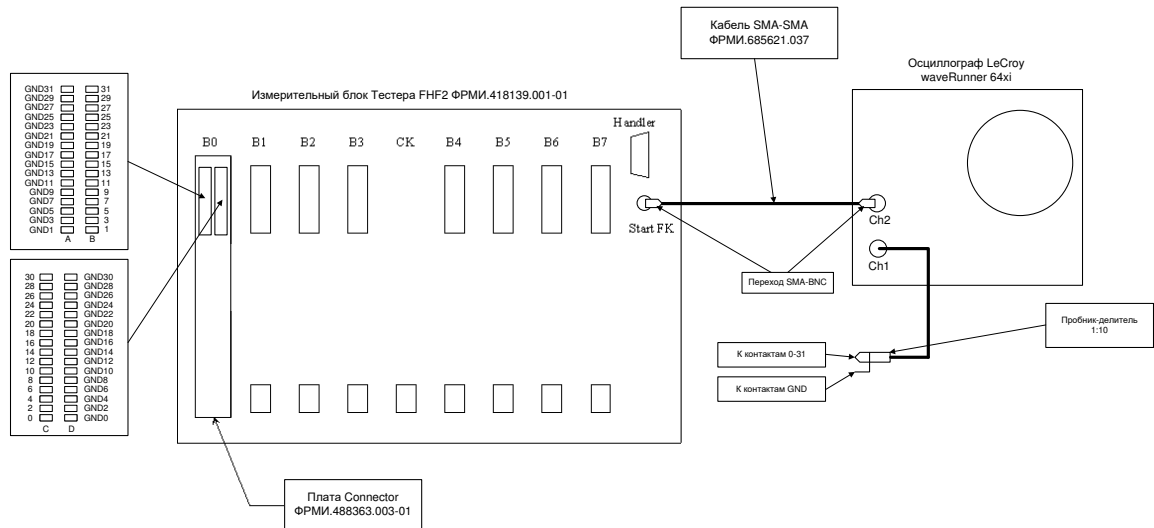 Кабель SMA-SMA
ФРМИ.685621.037
Осциллограф LeCroy
waveRunner 64xi
Измерительный блок Тестера FHF2 ФРМИ.418139.001-01
GND31 31
GND29 29
GND27 27
GND25 25
GND23 23
GND21 21
GND19 19
GND17 17
GND15 15
GND13 13
GND11 11
GND9 9
GND7 7
GND5 5
GND3 3
GND1 1
A B
Handler
B0 B1 B2 B3 CK B4 B5 B6 B7
Start FK
Ch2
Ch1
Переход SMA-BNC
30 GND30
28 GND28
26 GND26
24 GND24
22 GND22
20 GND20
18 GND18
16 GND16
14 GND14
12 GND12
10 GND10
8 GND8
6 GND6
4 GND4
2 GND2
0 GND0
C D
Пробник-делитель
1:10
К контактам 0-31
К контактам GND
Плата Connector
ФРМИ.488363.003-01